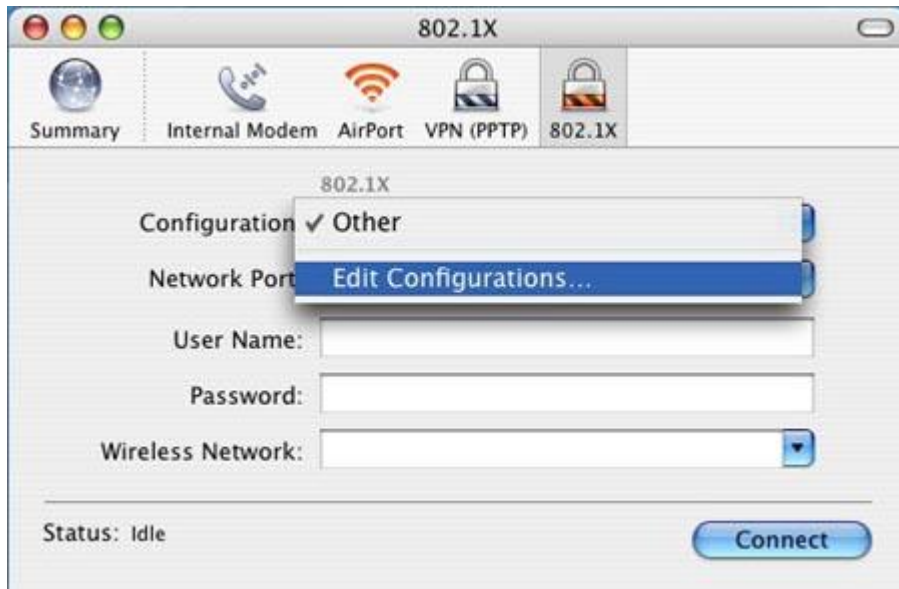 802.1X
Summary
Internal Modem
AirPort
VPN (PPTP)
802.1X
802.1X
Configuration
✓ Other
Edit Configurations...
Network Port
User Name:
Password:
Wireless Network:
Status: Idle
Connect